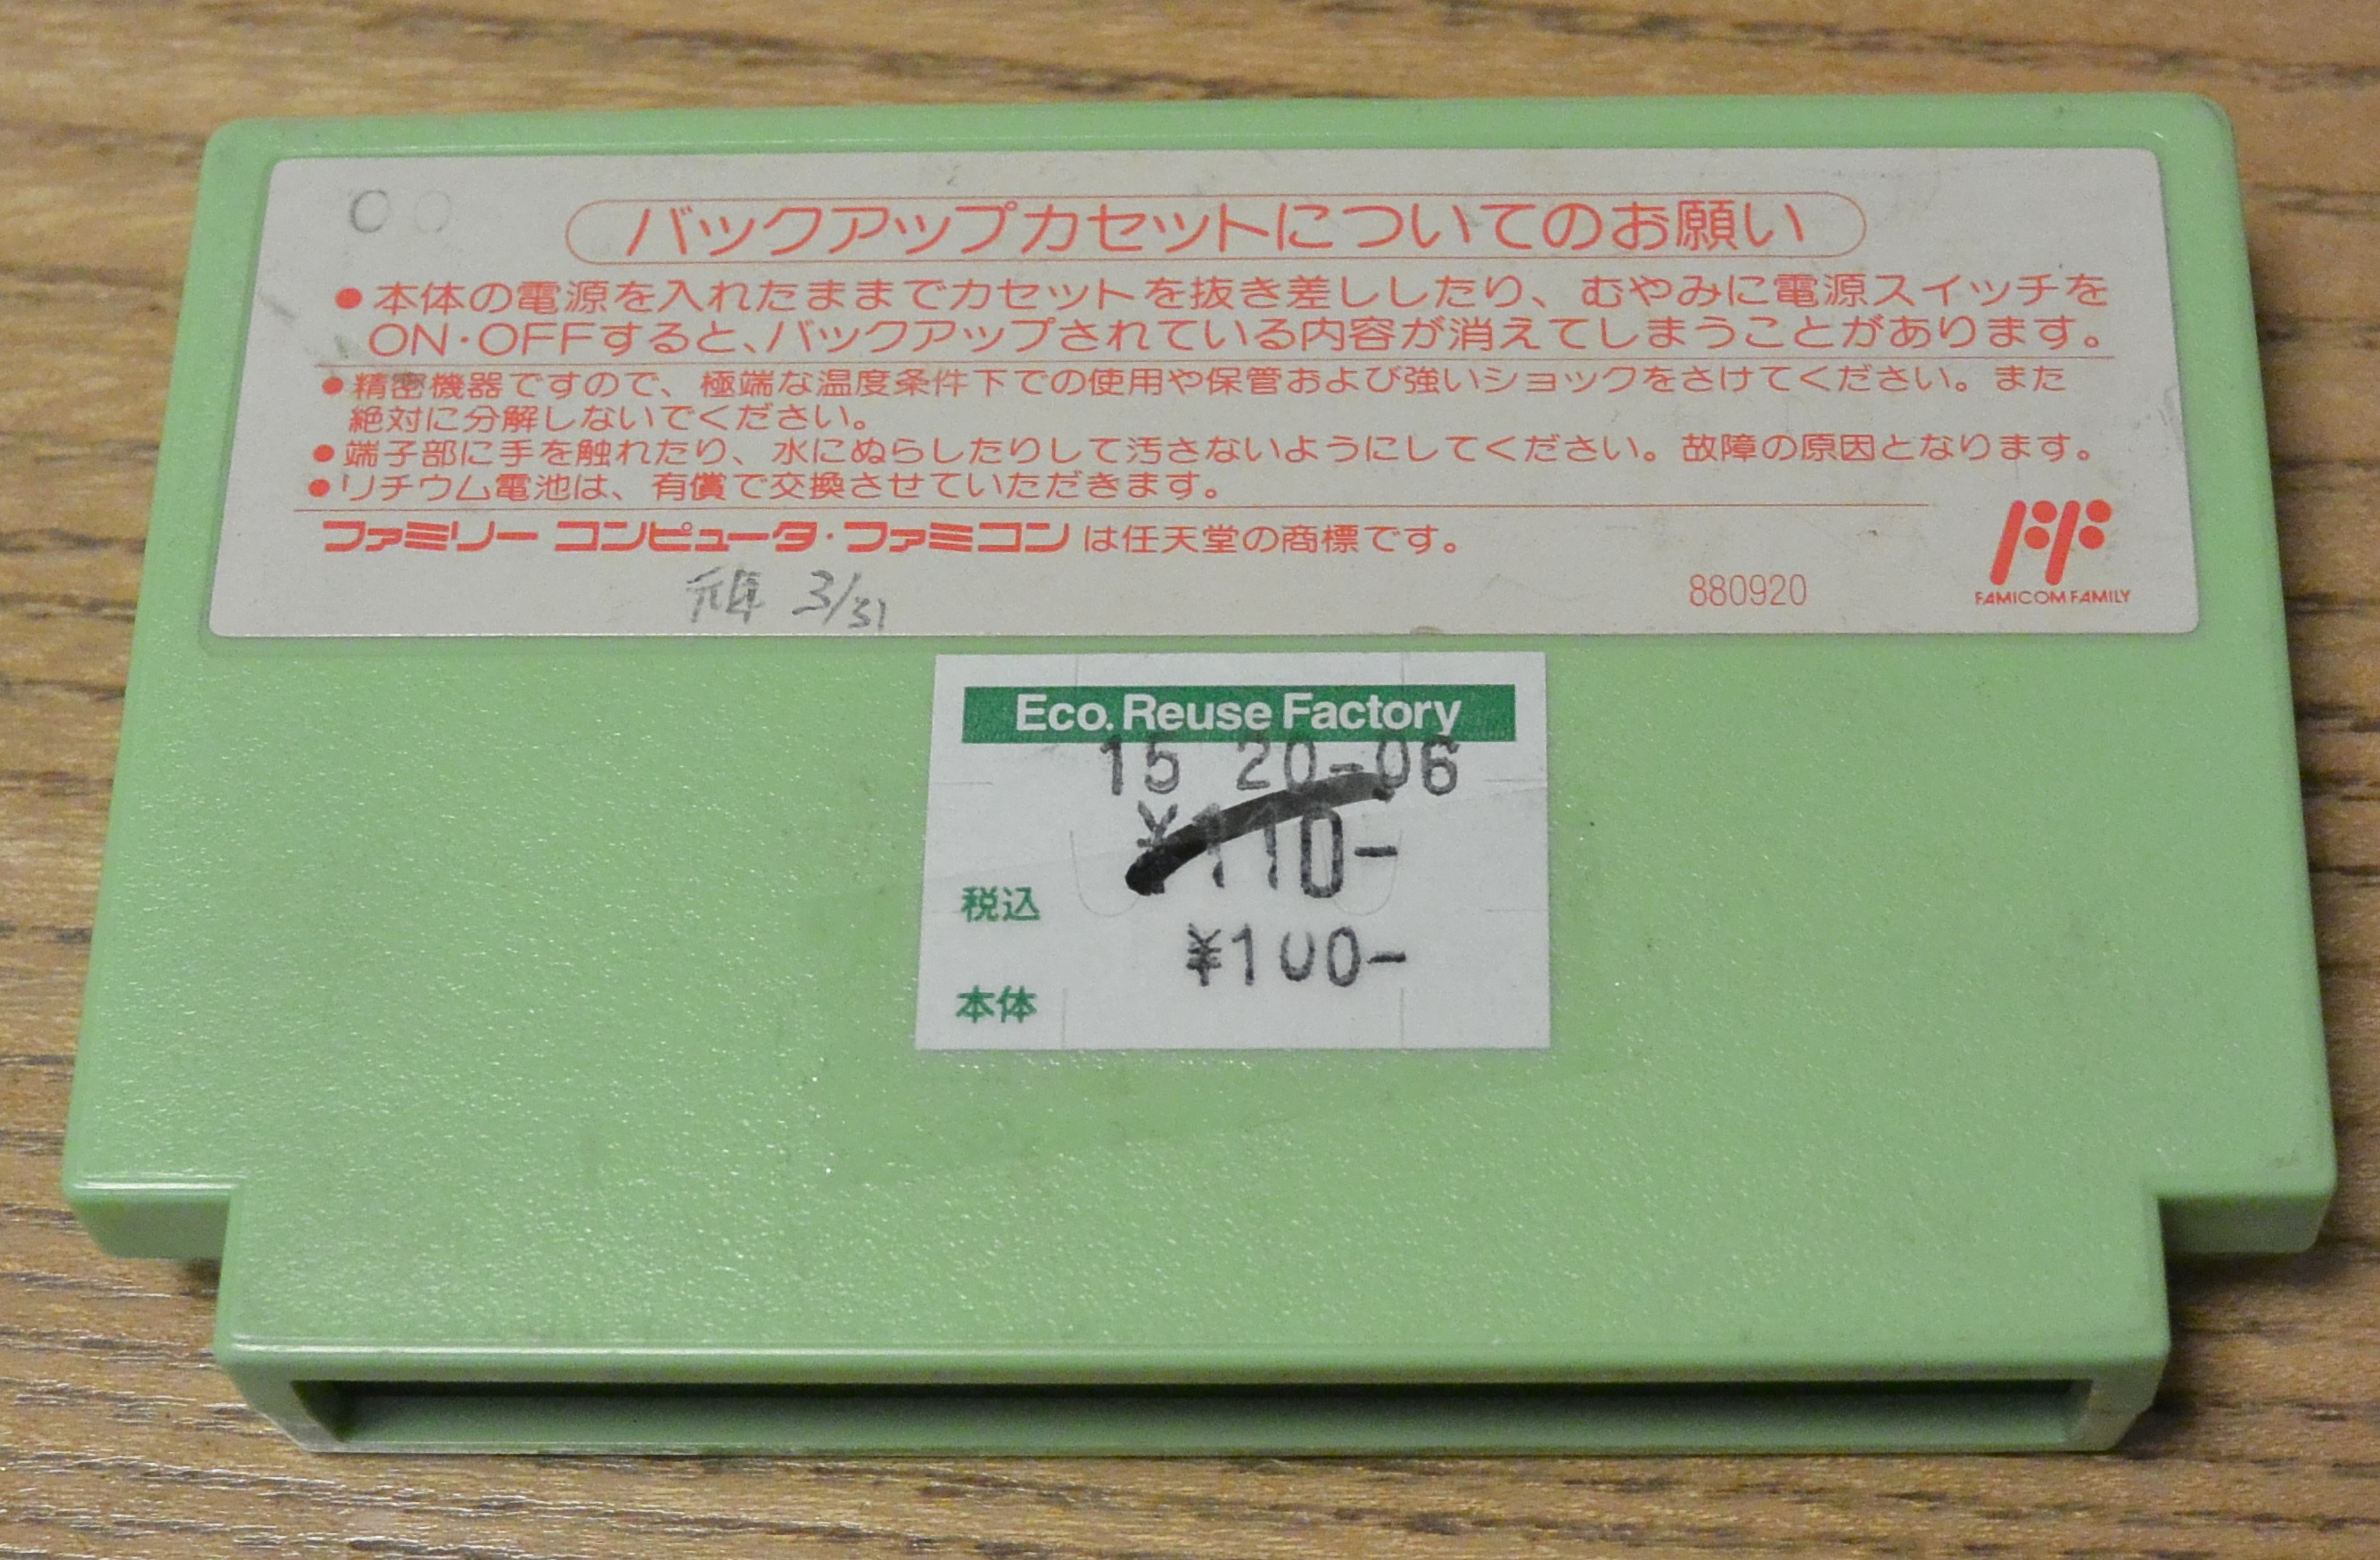 バックアップカセットについてのお願い
●本体の電源を入れたままでカセットを抜き差ししたり、むやみに電源スイッチを
ON・OFFすると、バックアップされている内容が消えてしまうことがあります。
●精密機器ですので、極端な温度条件下での使用や保管および強いショックをさけてください。また
絶対に分解しないでください。
●端子部に手を触れたり、水にぬらしたりして汚さないようにしてください。故障の原因となります。
●リチウム電池は、有償で交換させていただきます。
ファミリー コンピュータ・ファミコン は任天堂の商標です。
元年 3/31
880920
FAMICOM FAMILY
Eco. Reuse Factory
15 20-06
¥110-
税込
¥100-
本体